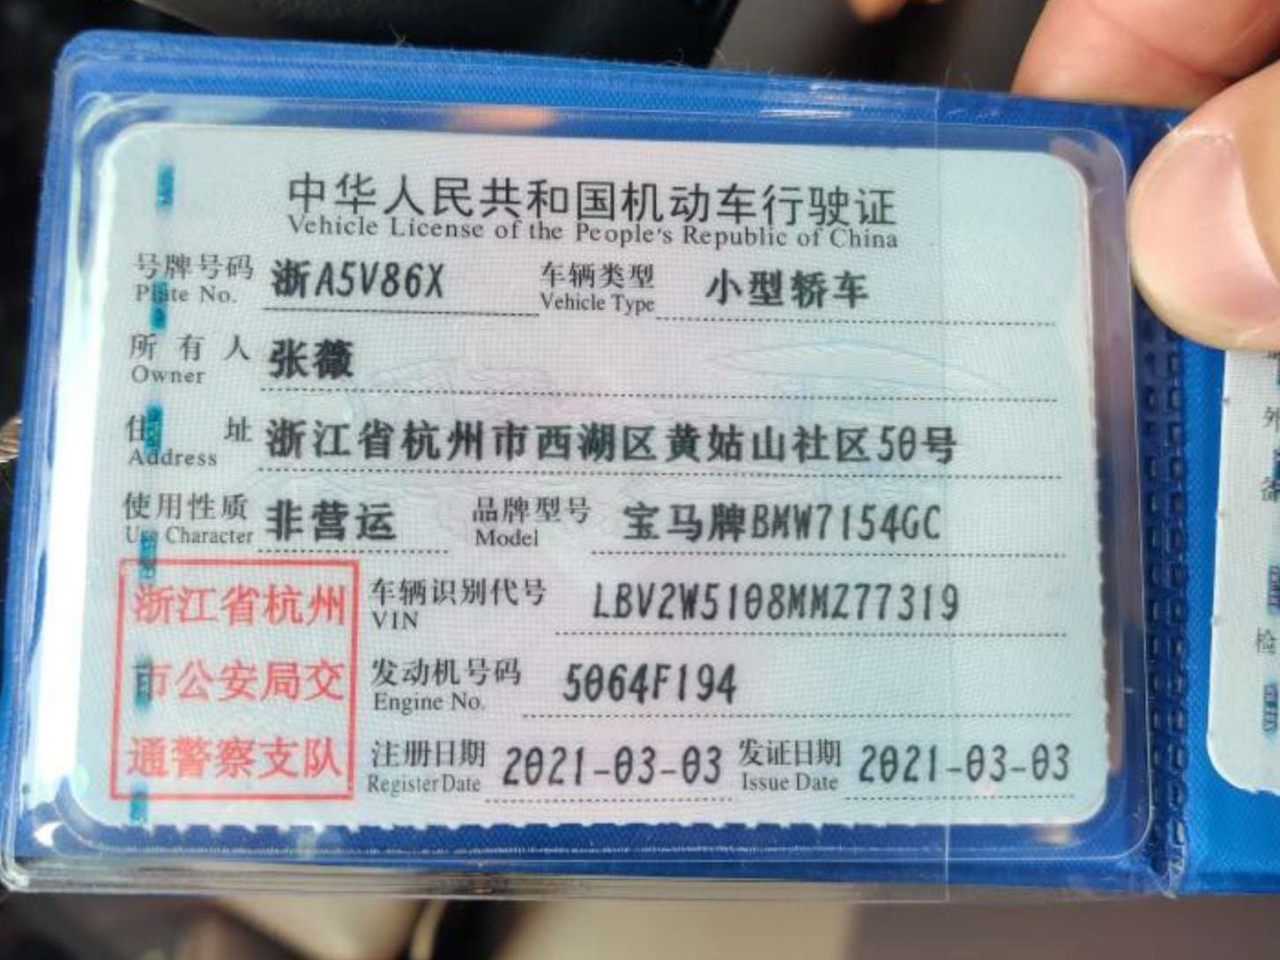 中华人民共和国机动车行驶证
Vehicle License of the People's Republic of China
号牌号码 浙A5V86X 车辆类型 小型轿车
Plate No. Vehicle Type
所有人 张薇
Owner
住址 浙江省杭州市西湖区黄姑山社区50号
Address
使用性质 非营运 品牌型号 宝马牌BMW7154GC
Use Character Model
浙江省杭州
市公安局交
通警察支队
车辆识别代号 LBV2W5108MMZ77319
VIN
发动机号码 5064F194
Engine No.
注册日期 2021-03-03 发证日期 2021-03-03
Register Date Issue Date
检